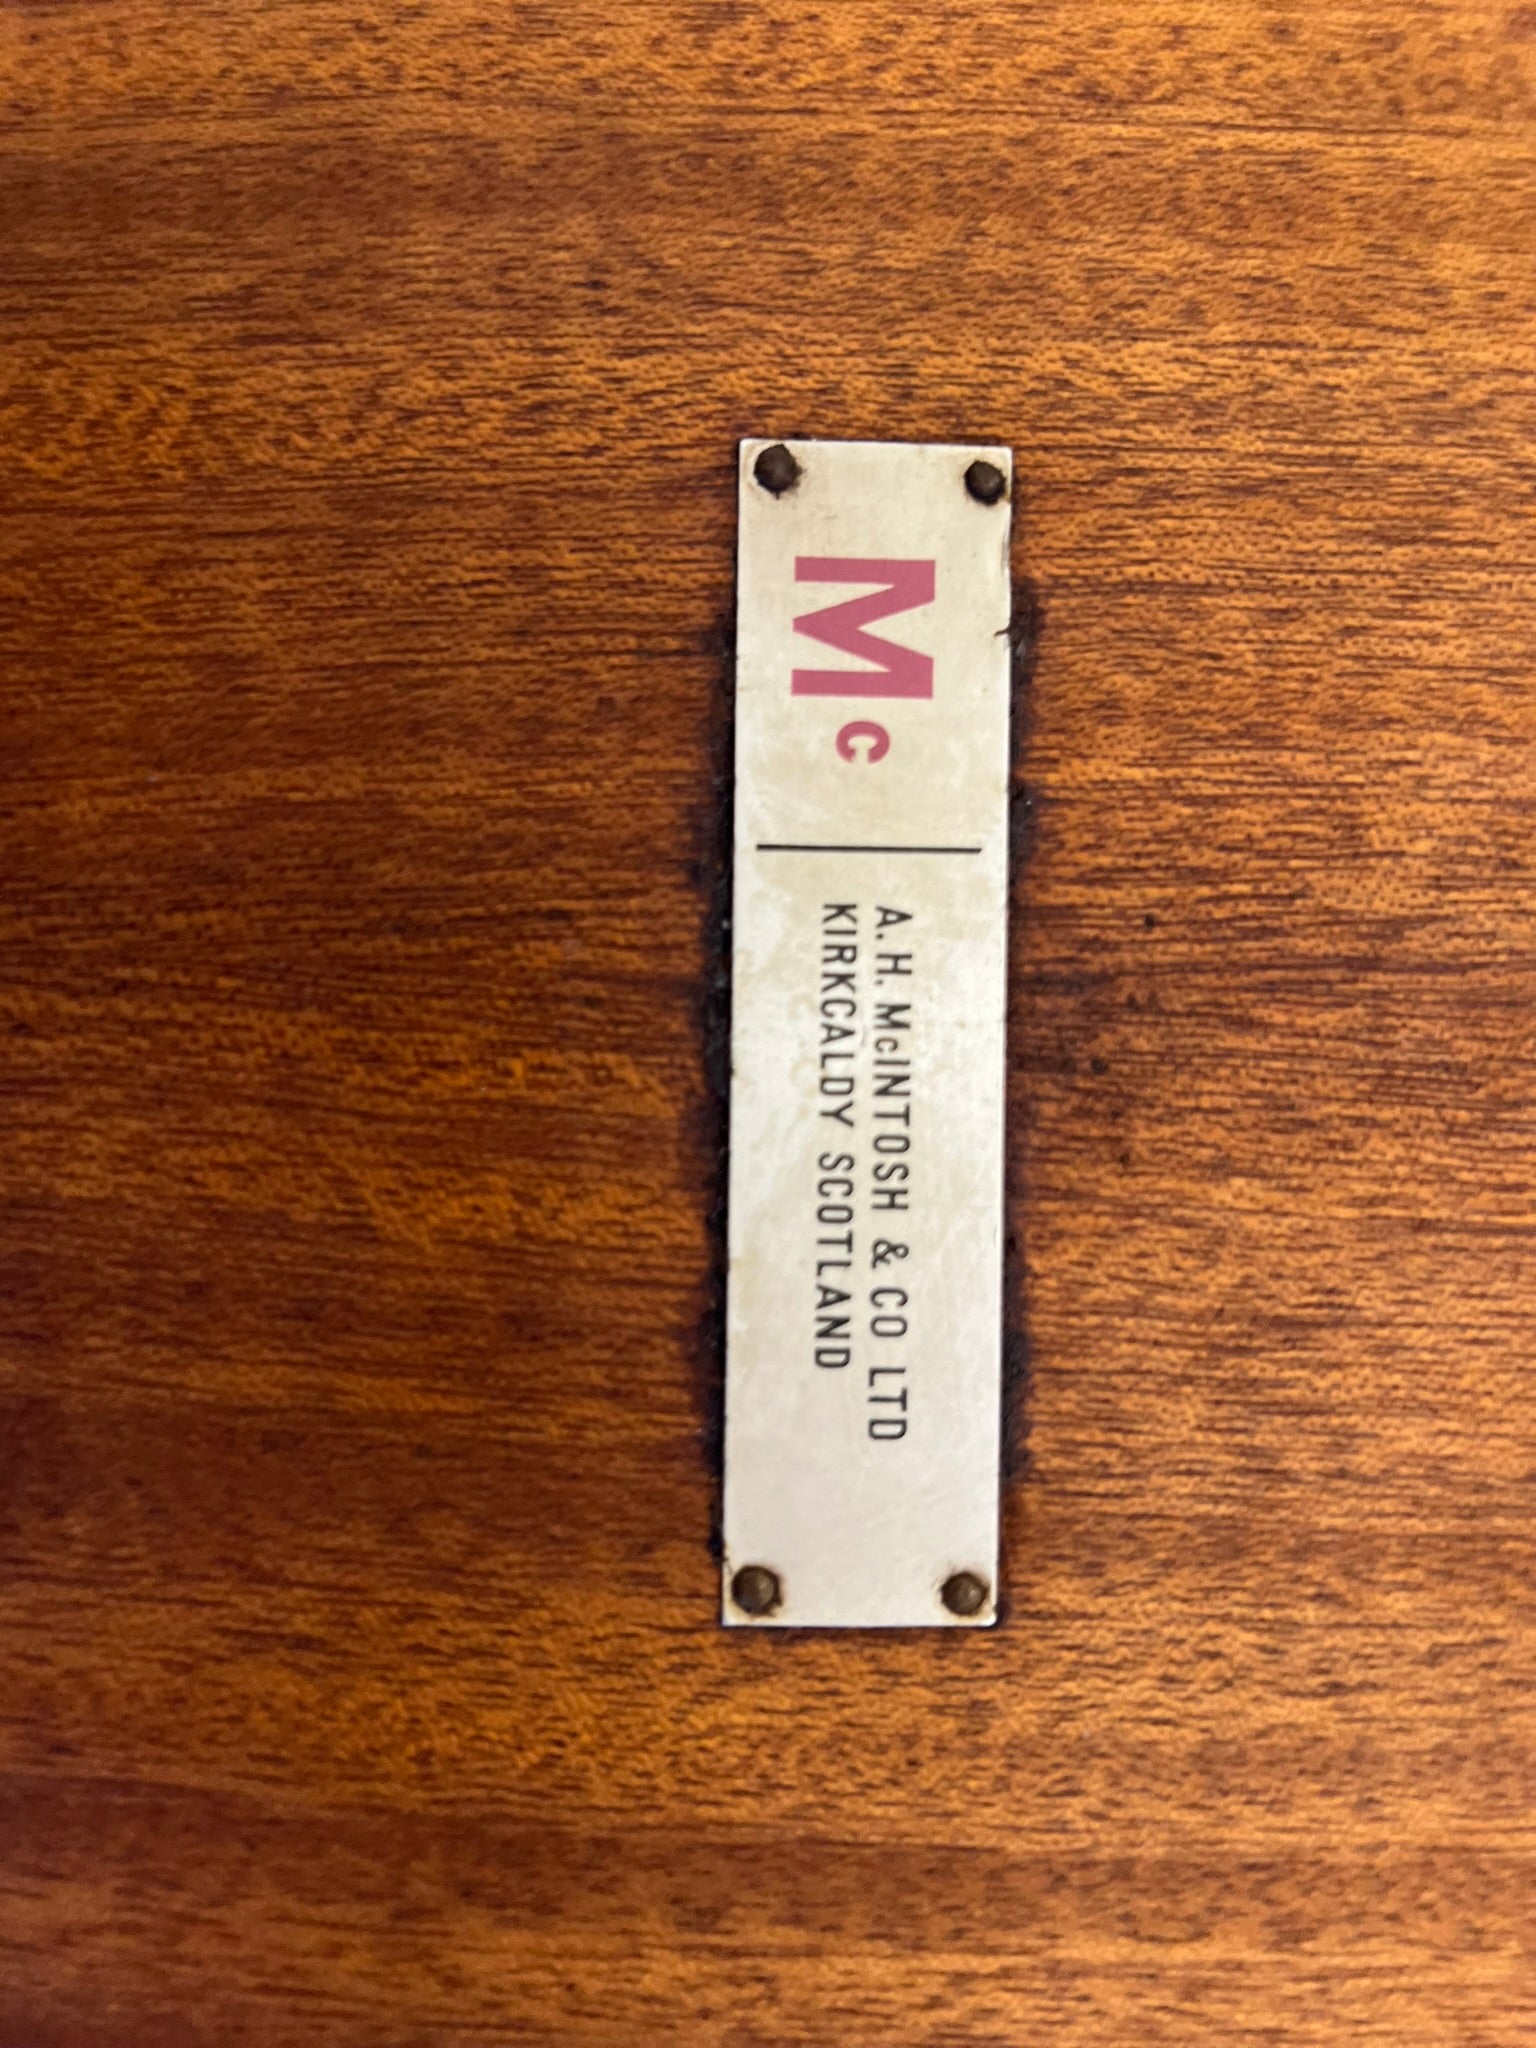 Mc
A. H. McINTOSH & CO LTD
KIRKCALDY SCOTLAND